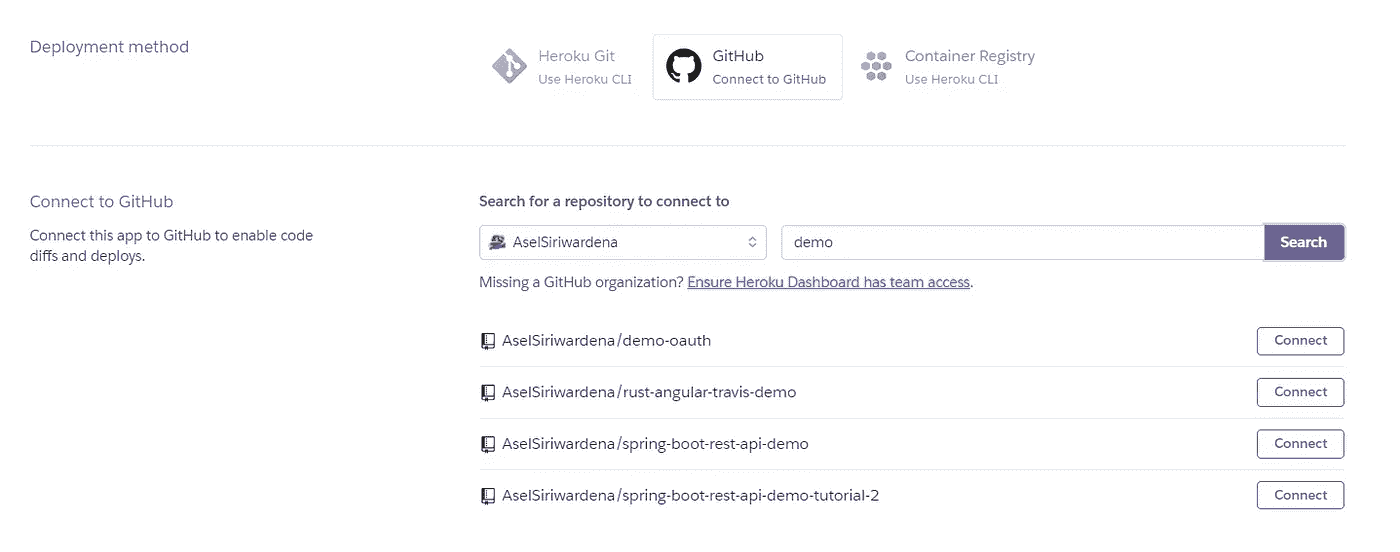 Deployment method
Heroku Git
Use Heroku CLI
GitHub
Connect to GitHub
Container Registry
Use Heroku CLI
Connect to GitHub
Connect this app to GitHub to enable code
diffs and deploys.
Search for a repository to connect to
AselSiriwardena
demo
Search
Missing a GitHub organization? Ensure Heroku Dashboard has team access.
AselSiriwardena/demo-oauth
Connect
AselSiriwardena/rust-angular-travis-demo
Connect
AselSiriwardena/spring-boot-rest-api-demo
Connect
AselSiriwardena/spring-boot-rest-api-demo-tutorial-2
Connect